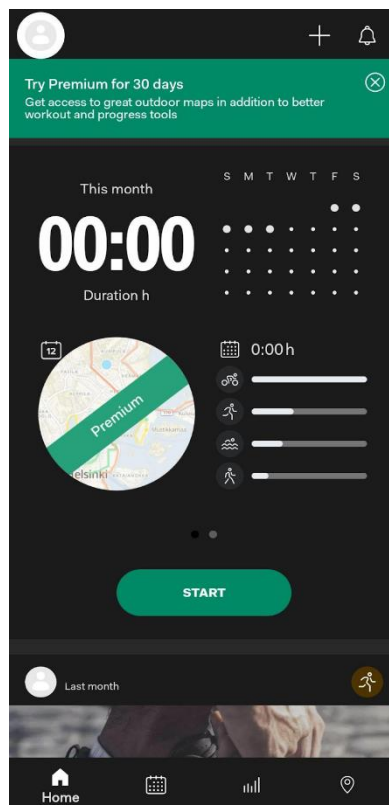 Try Premium for 30 days
Get access to great outdoor maps in addition to better
workout and progress tools
This month
00:00
Duration h
S M T W T F S
12
Premium
elsinki
0:00 h
START
Last month
Home